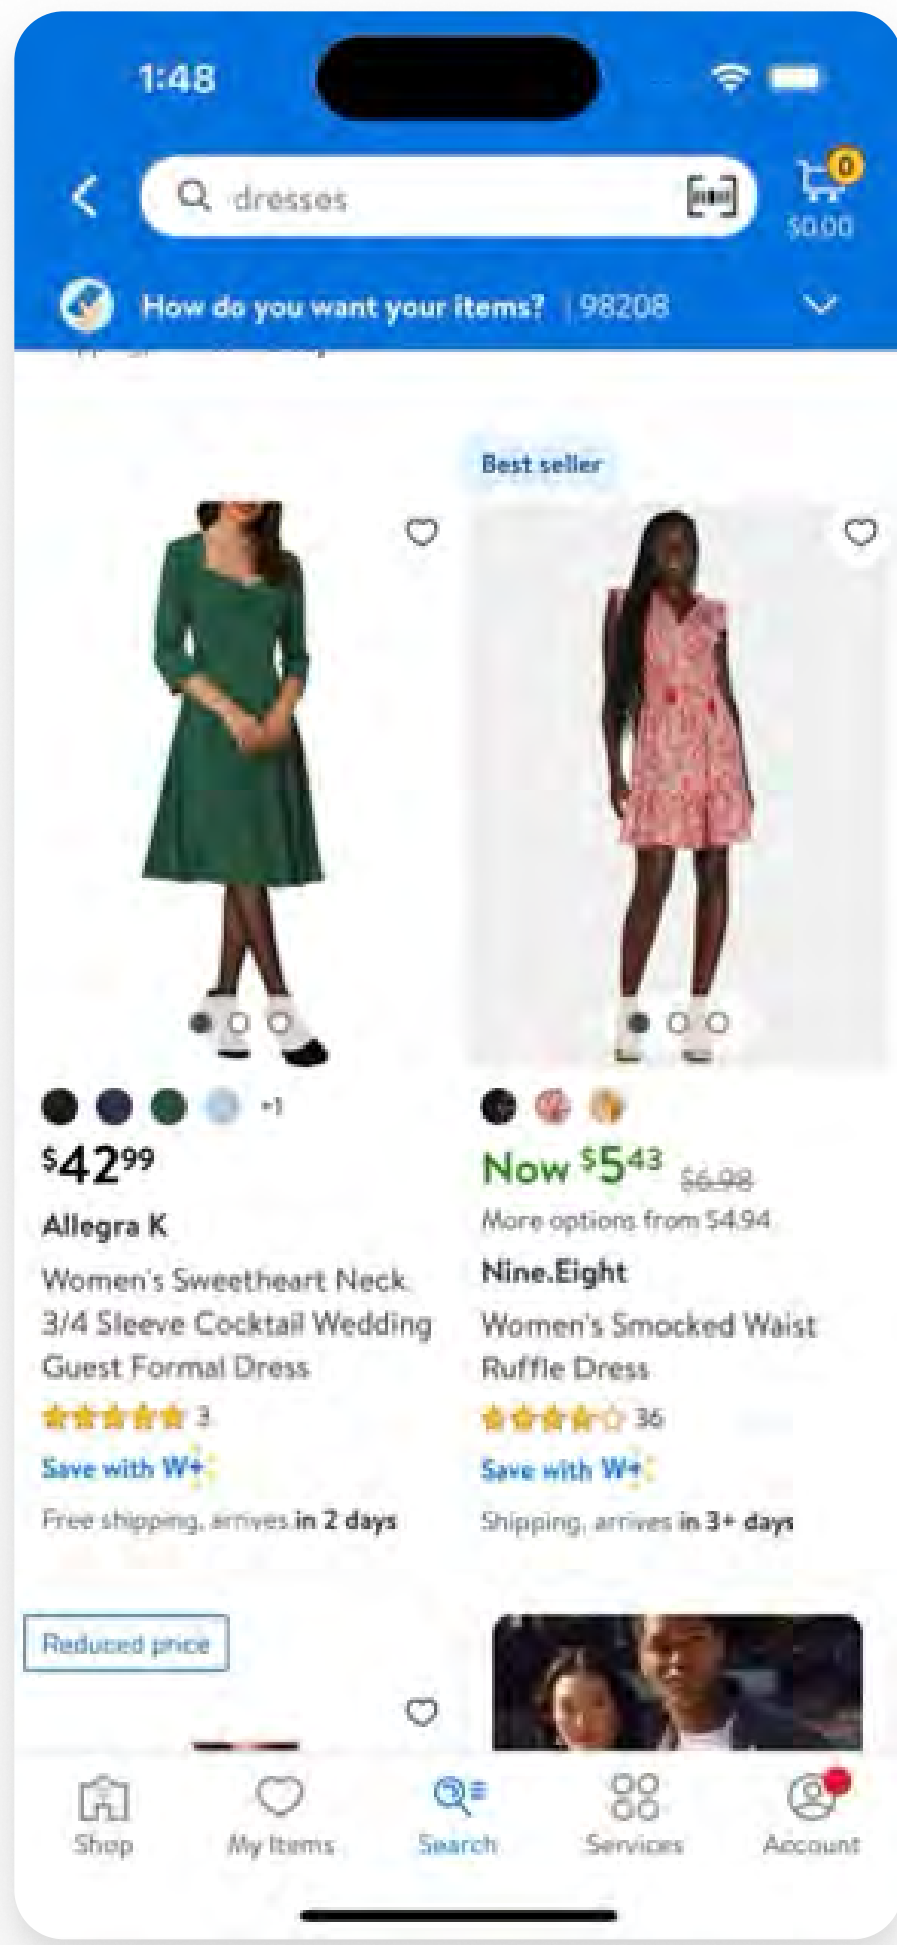 1:48
dresses
0
$0.00
How do you want your items? | 98208
Best seller
+1
$42.99
Allegra K
Women's Sweetheart Neck
3/4 Sleeve Cocktail Wedding
Guest Formal Dress
3
Save with W+
Free shipping, arrives in 2 days
Now $5.43 $6.98
More options from $4.94
Nine.Eight
Women's Smocked Waist
Ruffle Dress
36
Save with W+
Shipping, arrives in 3+ days
Reduced price
Shop
My Items
Search
Services
Account